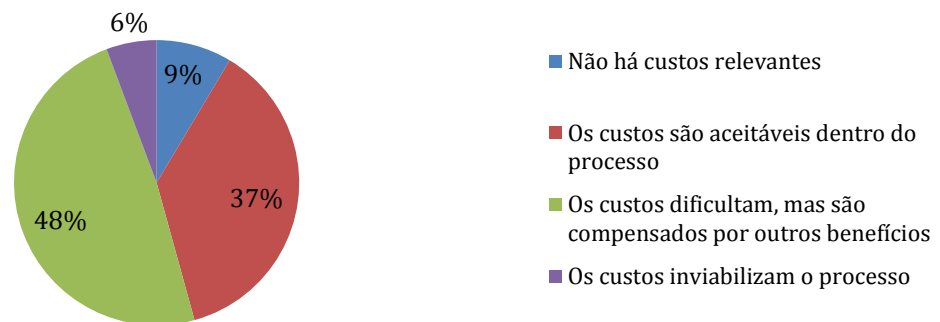 6%
9%
37%
48%
Não há custos relevantes
Os custos são aceitáveis dentro do
processo
Os custos dificultam, mas são
compensados por outros benefícios
Os custos inviabilizam o processo